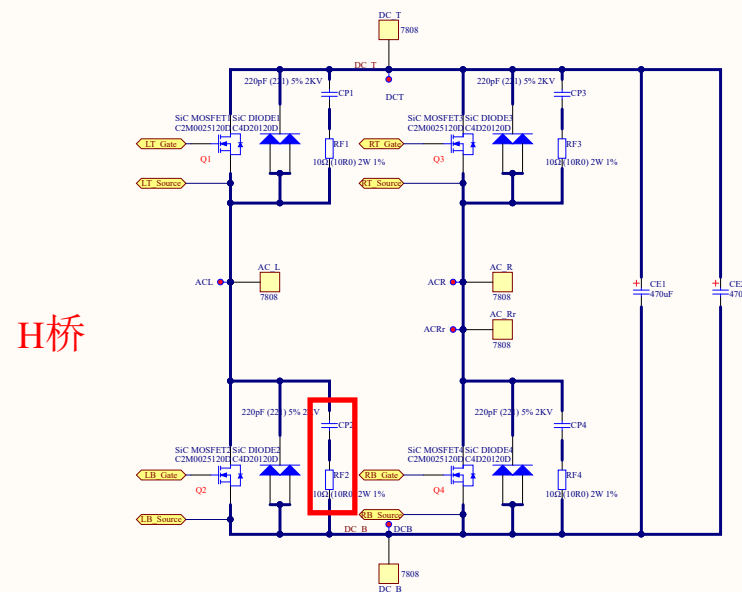 DC_T
7808
DC_T
DCT
220pF (221) 5% 2KV
CP1
220pF (221) 5% 2KV
CP3
SiC MOSFET1
SiC DIODE1
C2M0025120D
C4D20120D
SiC MOSFET3
SiC DIODE3
C2M0025120D
C4D20120D
LT_Gate
Q1
RF1
10Ω (10R0) 2W 1%
RT_Gate
Q3
RF3
10Ω (10R0) 2W 1%
LT_Source
RT_Source
AC_L
ACL
7808
AC_R
ACR
7808
AC_Rr
ACRr
7808
CE1
470uF
470
H桥
220pF (221) 5% 2KV
CP2
220pF (221) 5% 2KV
CP4
SiC MOSFET2
SiC DIODE2
C2M0025120D
C4D20120D
SiC MOSFET4
SiC DIODE4
C2M0025120D
C4D20120D
LB_Gate
Q2
RF2
10Ω (10R0) 2W 1%
RB_Gate
Q4
RF4
10Ω (10R0) 2W 1%
LB_Source
RB_Source
DC_B
DCB
7808
DC_B